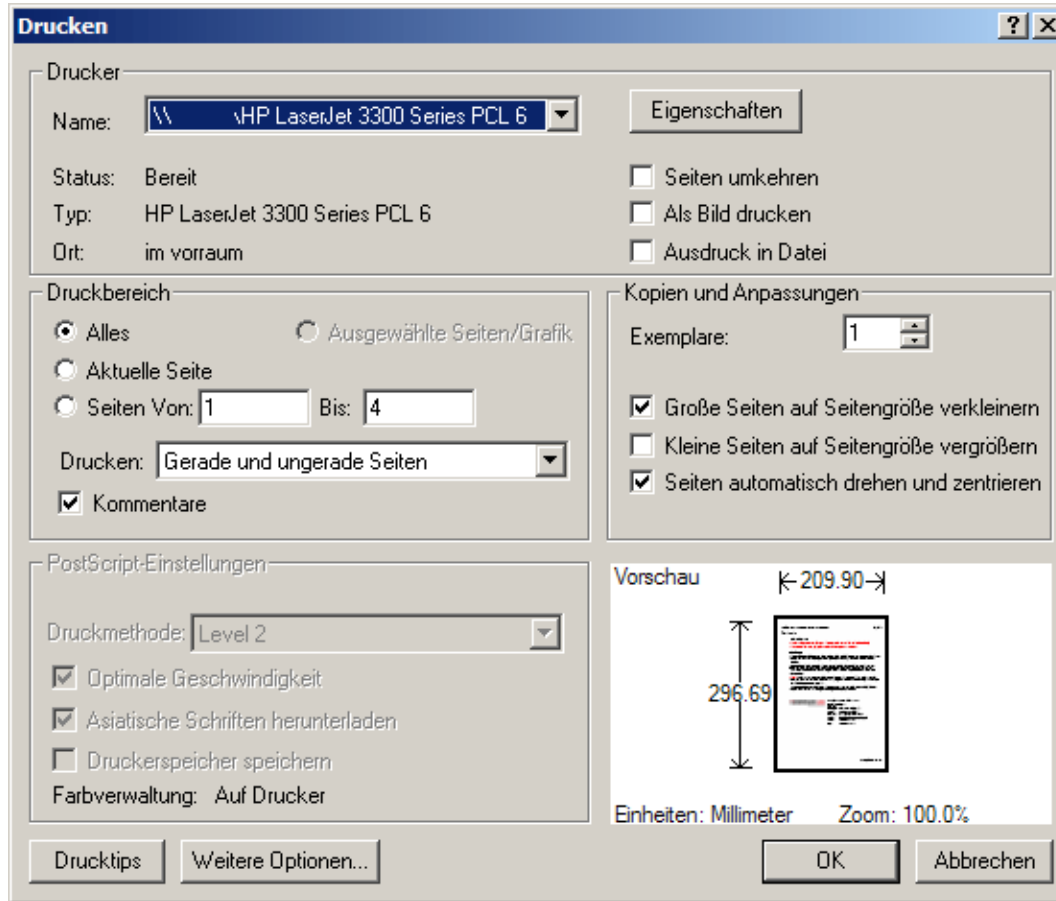 Drucken
Drucker
Name: \\ \HP LaserJet 3300 Series PCL 6 Eigenschaften
Status: Bereit Seiten umkehren
Typ: HP LaserJet 3300 Series PCL 6 Als Bild drucken
Ort: im vorraum Ausdruck in Datei
Druckbereich
Alles Ausgewählte Seiten/Grafik
Aktuelle Seite
Seiten Von: 1 Bis: 4
Drucken: Gerade und ungerade Seiten
Kommentare
Kopien und Anpassungen
Exemplare: 1
Große Seiten auf Seitengröße verkleinern
Kleine Seiten auf Seitengröße vergrößern
Seiten automatisch drehen und zentrieren
PostScript-Einstellungen
Druckmethode: Level 2
Optimale Geschwindigkeit
Asiatische Schriften herunterladen
Druckerspeicher speichern
Farbverwaltung: Auf Drucker
Vorschau 209.90
296.69
Einheiten: Millimeter Zoom: 100.0%
Drucktips Weitere Optionen... OK Abbrechen